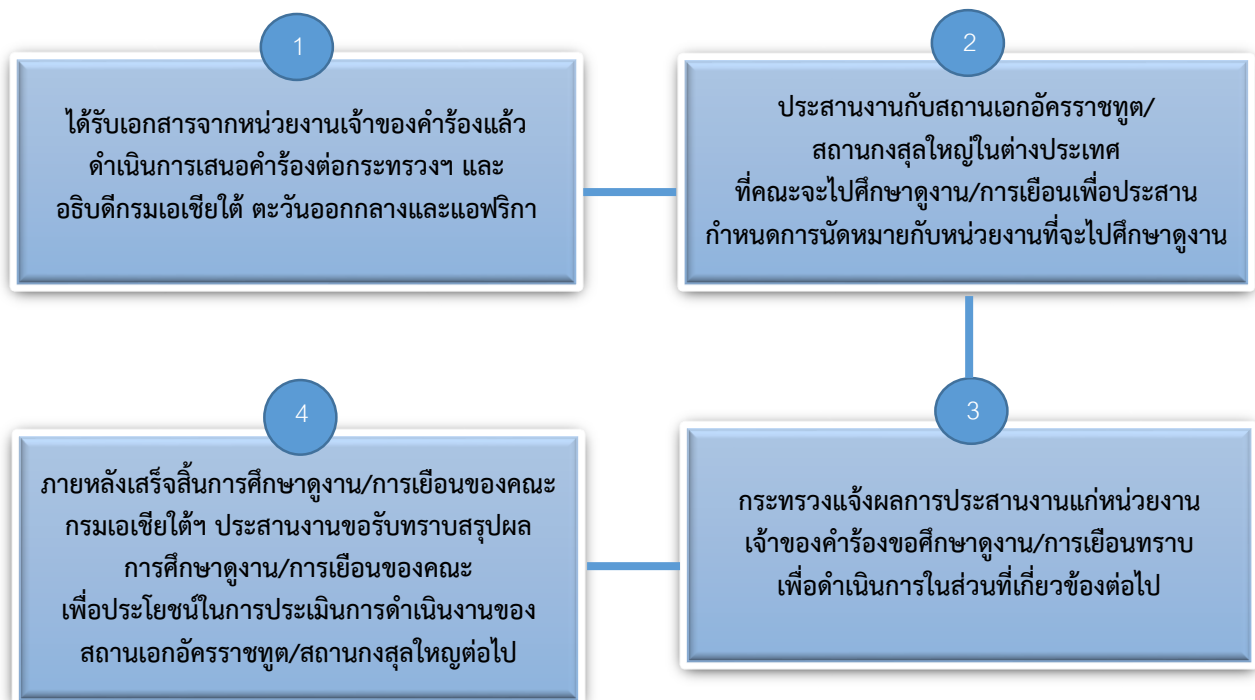 1
ได้รับเอกสารจากหน่วยงานเจ้าของคำร้องแล้ว
ดำเนินการเสนอคำร้องต่อกระทรวงฯ และ
อธิบดีกรมเอเชียใต้ ตะวันออกกลางและแอฟริกา
2
ประสานงานกับสถานเอกอัครราชทูต/
สถานกงสุลใหญ่ในต่างประเทศ
ที่คณะจะไปศึกษาดูงาน/การเยือนเพื่อประสาน
กำหนดการนัดหมายกับหน่วยงานที่จะไปศึกษาดูงาน
3
กระทรวงแจ้งผลการประสานงานแก่หน่วยงาน
เจ้าของคำร้องขอศึกษาดูงาน/การเยือนทราบ
เพื่อดำเนินการในส่วนที่เกี่ยวข้องต่อไป
4
ภายหลังเสร็จสิ้นการศึกษาดูงาน/การเยือนของคณะ
กรมเอเชียใต้ฯ ประสานงานขอรับทราบสรุปผล
การศึกษาดูงาน/การเยือนของคณะ
เพื่อประโยชน์ในการประเมินการดำเนินงานของ
สถานเอกอัครราชทูต/สถานกงสุลใหญ่ต่อไป